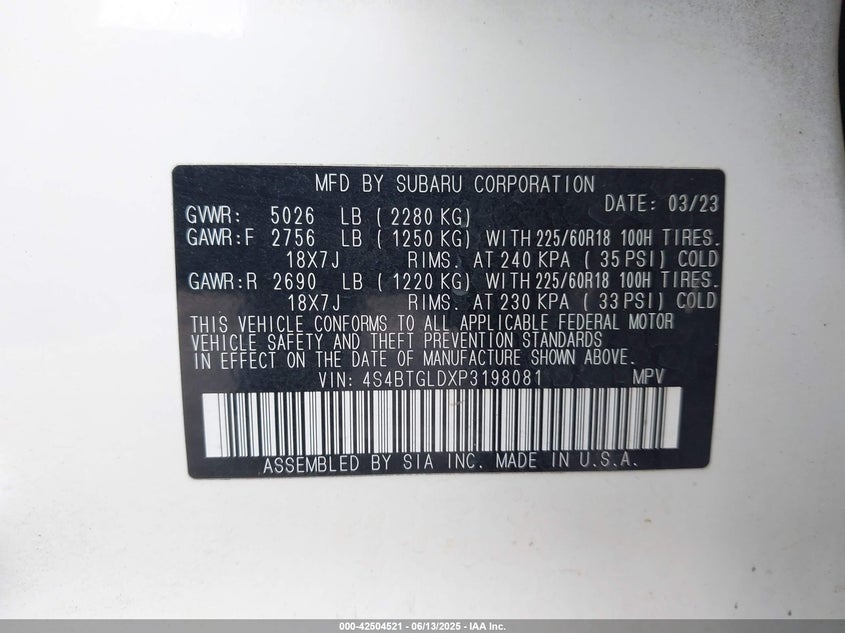 MFD BY SUBARU CORPORATION
DATE: 03/23
GVWR: 5026 LB ( 2280 KG)
GAWR:F 2756 LB ( 1250 KG) WITH 225/60R18 100H TIRES.
18X7J RIMS. AT 240 KPA ( 35 PSI) COLD
GAWR:R 2690 LB ( 1220 KG) WITH 225/60R18 100H TIRES.
18X7J RIMS. AT 230 KPA ( 33 PSI) COLD
THIS VEHICLE CONFORMS TO ALL APPLICABLE FEDERAL MOTOR
VEHICLE SAFETY AND THEFT PREVENTION STANDARDS
IN EFFECT ON THE DATE OF MANUFACTURE SHOWN ABOVE.
VIN: 4S4BTGLDXP3198081 MPV
ASSEMBLED BY SIA INC. MADE IN U.S.A.
000-42504521 - 06/13/2025 - IAA Inc.